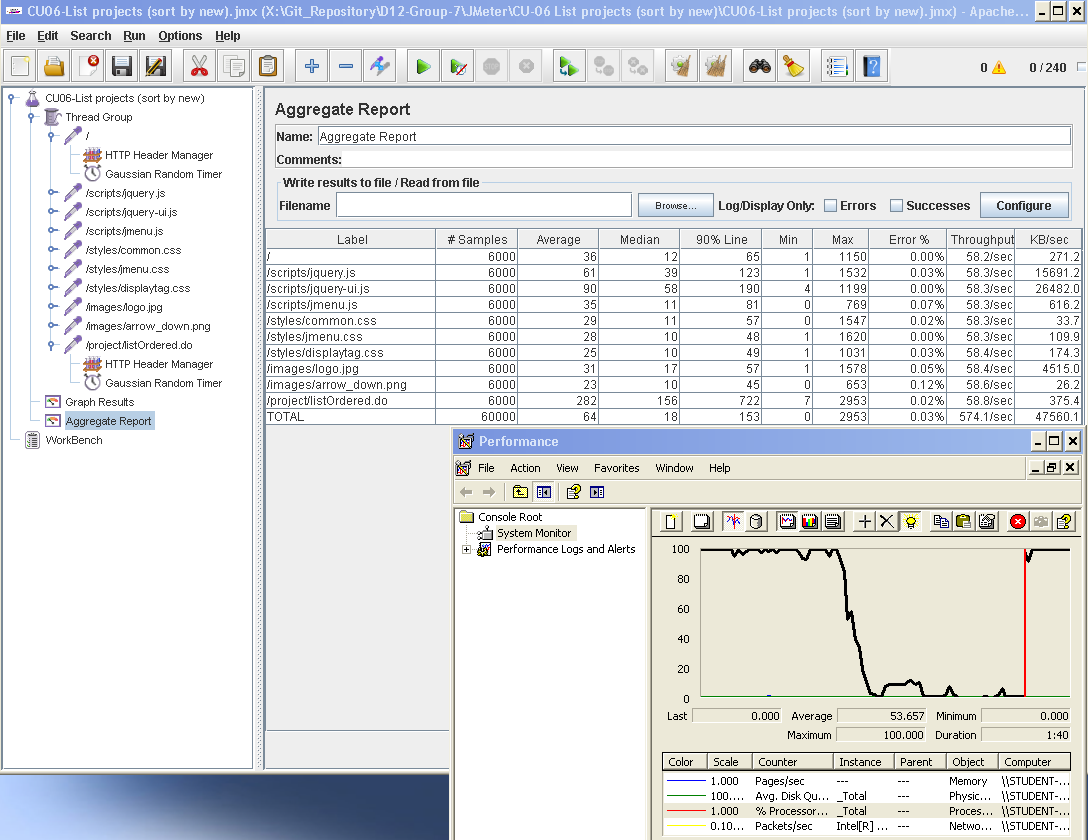 CU06-List projects (sort by new).jmx (X:\Git_Repository\D12-Group-7\JMeter\CU-06 List projects (sort by new)\CU06-List projects (sort by new).jmx) - Apache...
File Edit Search Run Options Help
0 0 / 240
CU06-List projects (sort by new)
Thread Group
/
HTTP Header Manager
Gaussian Random Timer
/scripts/jquery.js
/scripts/jquery-ui.js
/scripts/jmenu.js
/styles/common.css
/styles/jmenu.css
/styles/displaytag.css
/images/logo.jpg
/images/arrow_down.png
/project/listOrdered.do
HTTP Header Manager
Gaussian Random Timer
Graph Results
Aggregate Report
WorkBench
Aggregate Report
Name: Aggregate Report
Comments:
Write results to file / Read from file
Filename Browse... Log/Display Only: Errors Successes Configure
Label # Samples Average Median 90% Line Min Max Error % Throughput KB/sec
/ 6000 36 12 65 1 1150 0.00% 58.2/sec 271.2
/scripts/jquery.js 6000 61 39 123 1 1532 0.03% 58.3/sec 15691.2
/scripts/jquery-ui.js 6000 90 58 190 4 1199 0.00% 58.3/sec 26482.0
/scripts/jmenu.js 6000 35 11 81 0 769 0.07% 58.3/sec 616.2
/styles/common.css 6000 29 11 57 0 1547 0.02% 58.3/sec 33.7
/styles/jmenu.css 6000 28 10 48 1 1620 0.00% 58.3/sec 109.9
/styles/displaytag.css 6000 25 10 49 1 1031 0.03% 58.4/sec 174.3
/images/logo.jpg 6000 31 17 57 1 1578 0.05% 58.4/sec 4515.0
/images/arrow_down.png 6000 23 10 45 0 653 0.12% 58.6/sec 26.2
/project/listOrdered.do 6000 282 156 722 7 2953 0.02% 58.8/sec 375.4
TOTAL 60000 64 18 153 0 2953 0.03% 574.1/sec 47560.1
Performance
File Action View Favorites Window Help
Console Root
System Monitor
Performance Logs and Alerts
100
80
60
40
20
0
Last 0.000 Average 53.657 Minimum 0.000
Maximum 100.000 Duration 1:40
Color Scale Counter Instance Parent Object Computer
1.000 Pages/sec --- --- Memory \\STUDENT-...
100.... Avg. Disk Qu... _Total --- Physic... \\STUDENT-...
1.000 % Processor... _Total --- Proces... \\STUDENT-...
0.10... Packets/sec Intel[R] ... --- Netwo... \\STUDENT-...